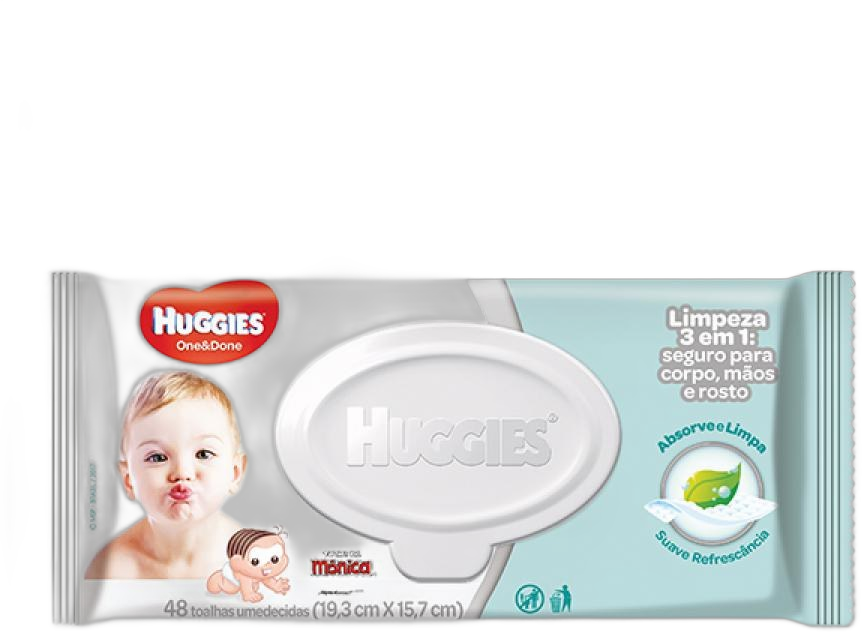 HUGGIES
One&Done
HUGGIES®
Limpeza
3 em 1:
seguro para
corpo, mãos
e rosto
Absorve e Limpa
Suave Refrescância
Mônica
48 toalhas umedecidas (19,3 cm X 15,7 cm)